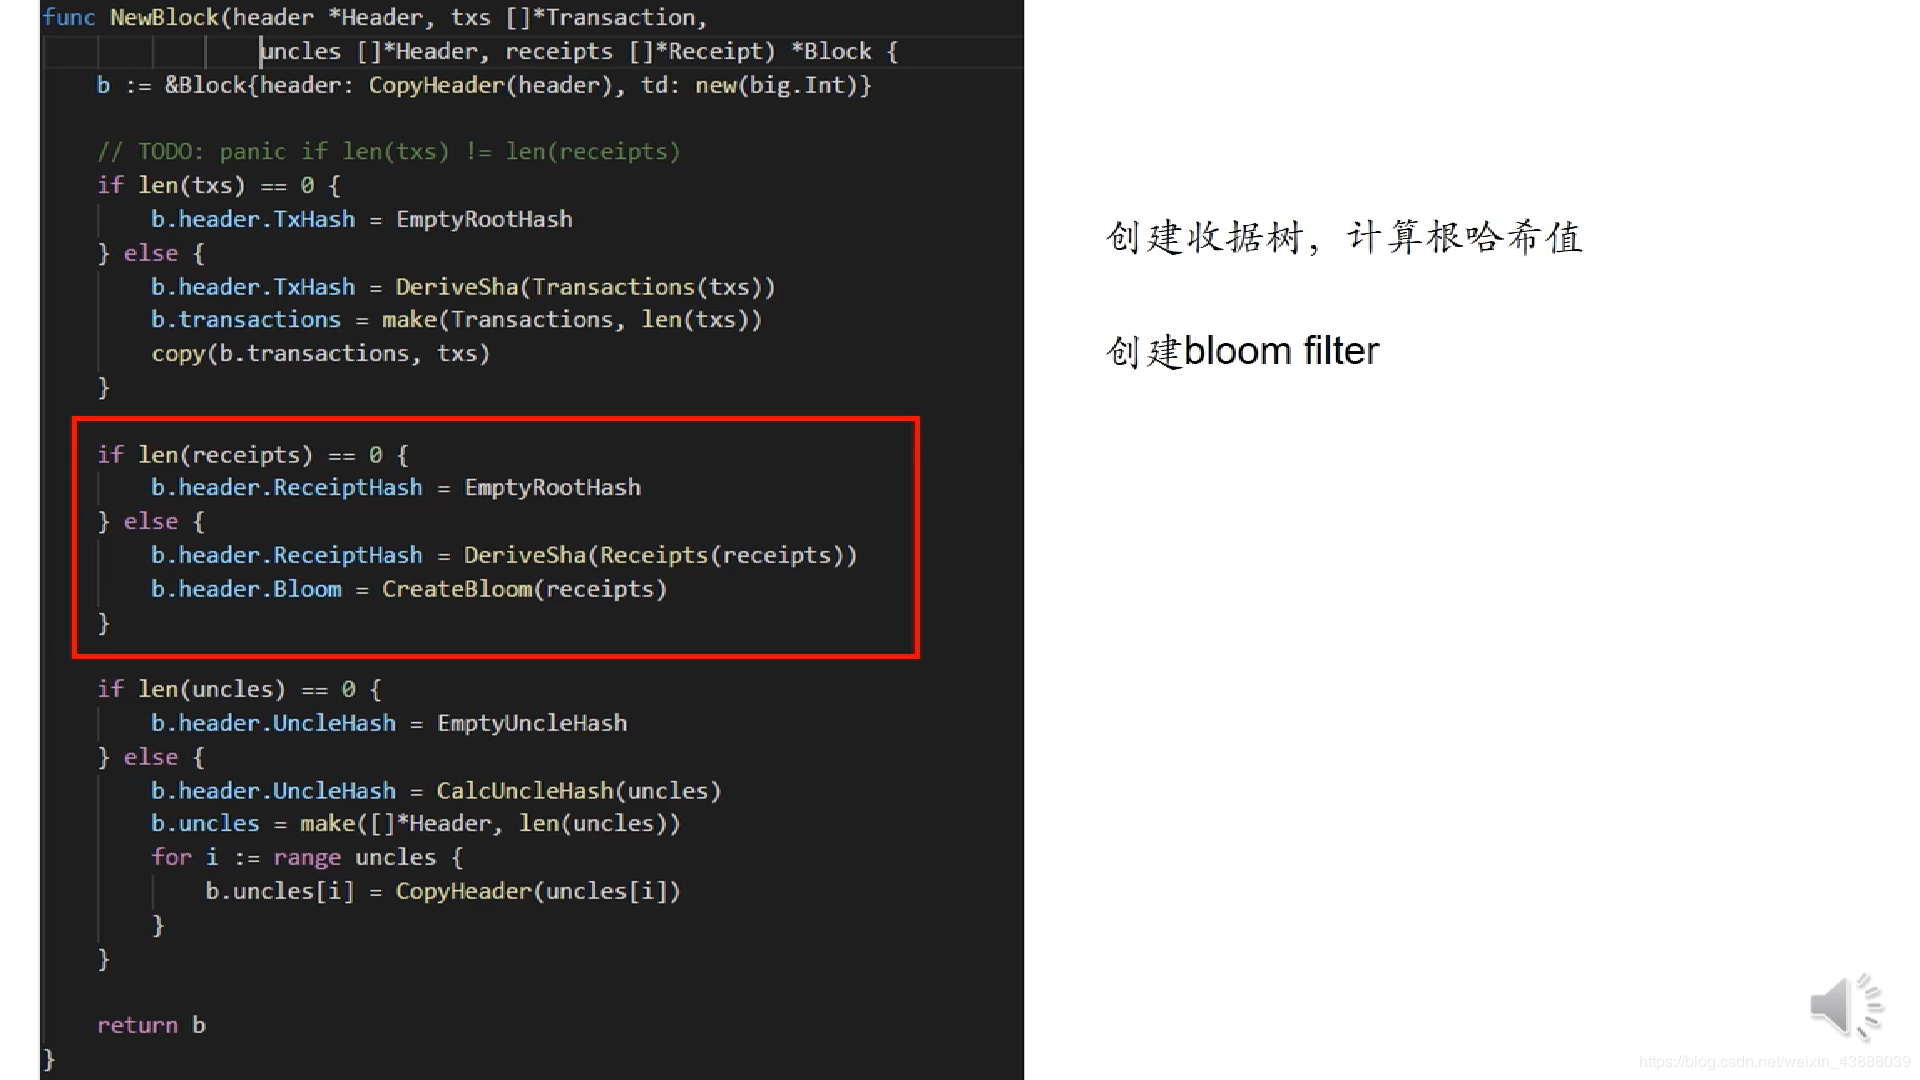 func NewBlock(header *Header, txs []*Transaction,
uncles []*Header, receipts []*Receipt) *Block {
b := &Block{header: CopyHeader(header), td: new(big.Int)}
// TODO: panic if len(txs) != len(receipts)
if len(txs) == 0 {
b.header.TxHash = EmptyRootHash
} else {
b.header.TxHash = DeriveSha(Transactions(txs))
b.transactions = make(Transactions, len(txs))
copy(b.transactions, txs)
}
if len(receipts) == 0 {
b.header.ReceiptHash = EmptyRootHash
} else {
b.header.ReceiptHash = DeriveSha(Receipts(receipts))
b.header.Bloom = CreateBloom(receipts)
}
if len(uncles) == 0 {
b.header.UncleHash = EmptyUncleHash
} else {
b.header.UncleHash = CalcUncleHash(uncles)
b.uncles = make([]*Header, len(uncles))
for i := range uncles {
b.uncles[i] = CopyHeader(uncles[i])
}
}
return b
}
创建收据树，计算根哈希值
创建bloom filter
https://blog.csdn.net/weixin_43888039